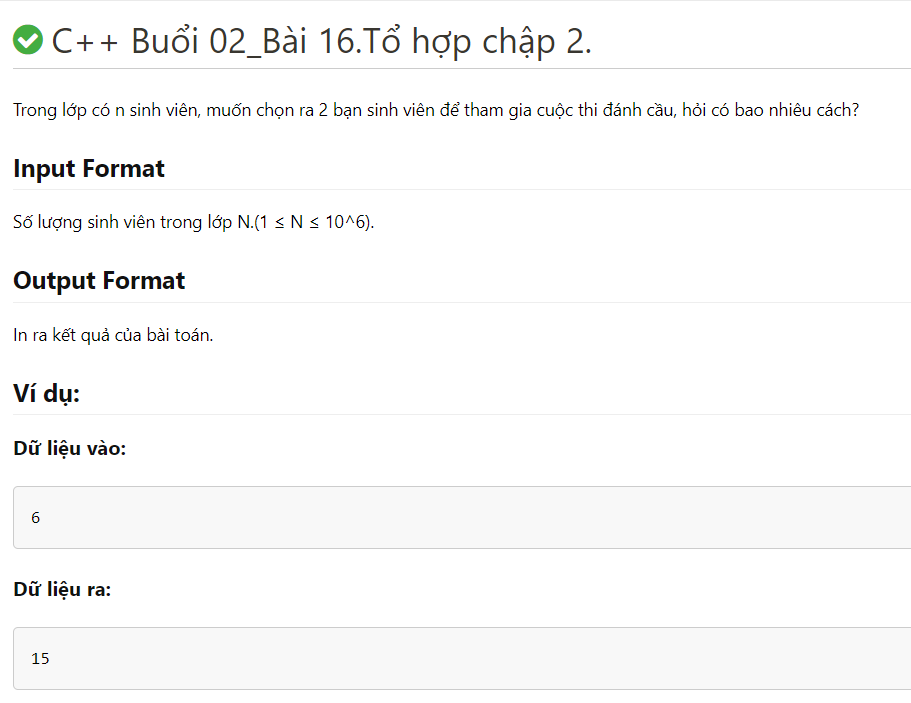 C++ Buổi 02_Bài 16.Tổ hợp chập 2.
Trong lớp có n sinh viên, muốn chọn ra 2 bạn sinh viên để tham gia cuộc thi đánh cầu, hỏi có bao nhiêu cách?
Input Format
Số lượng sinh viên trong lớp N.(1 ≤ N ≤ 10^6).
Output Format
In ra kết quả của bài toán.
Ví dụ:
Dữ liệu vào:
6
Dữ liệu ra:
15